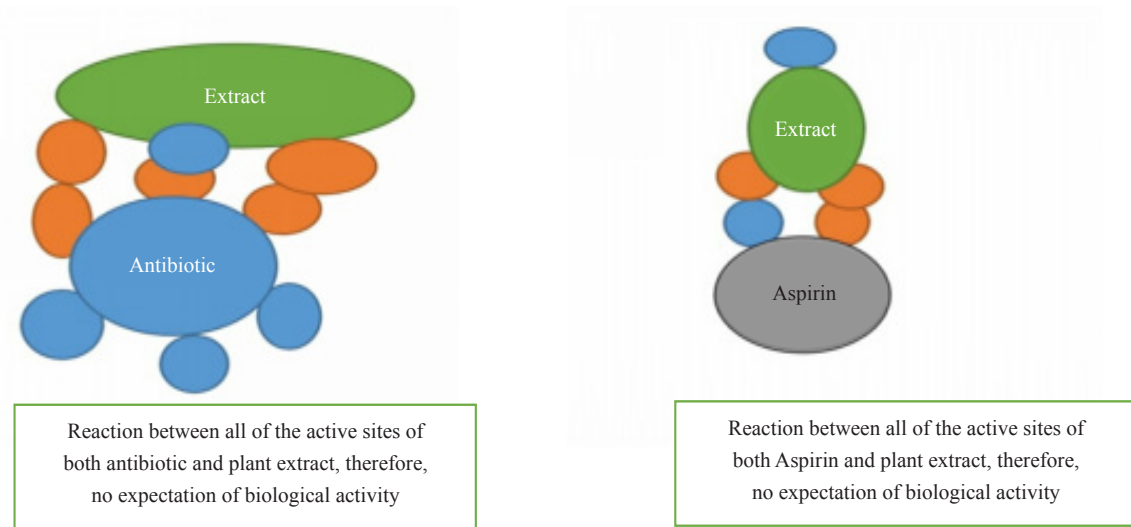 Extract
Antibiotic
Reaction between all of the active sites of
both antibiotic and plant extract, therefore,
no expectation of biological activity
Extract
Aspirin
Reaction between all of the active sites of
both Aspirin and plant extract, therefore,
no expectation of biological activity